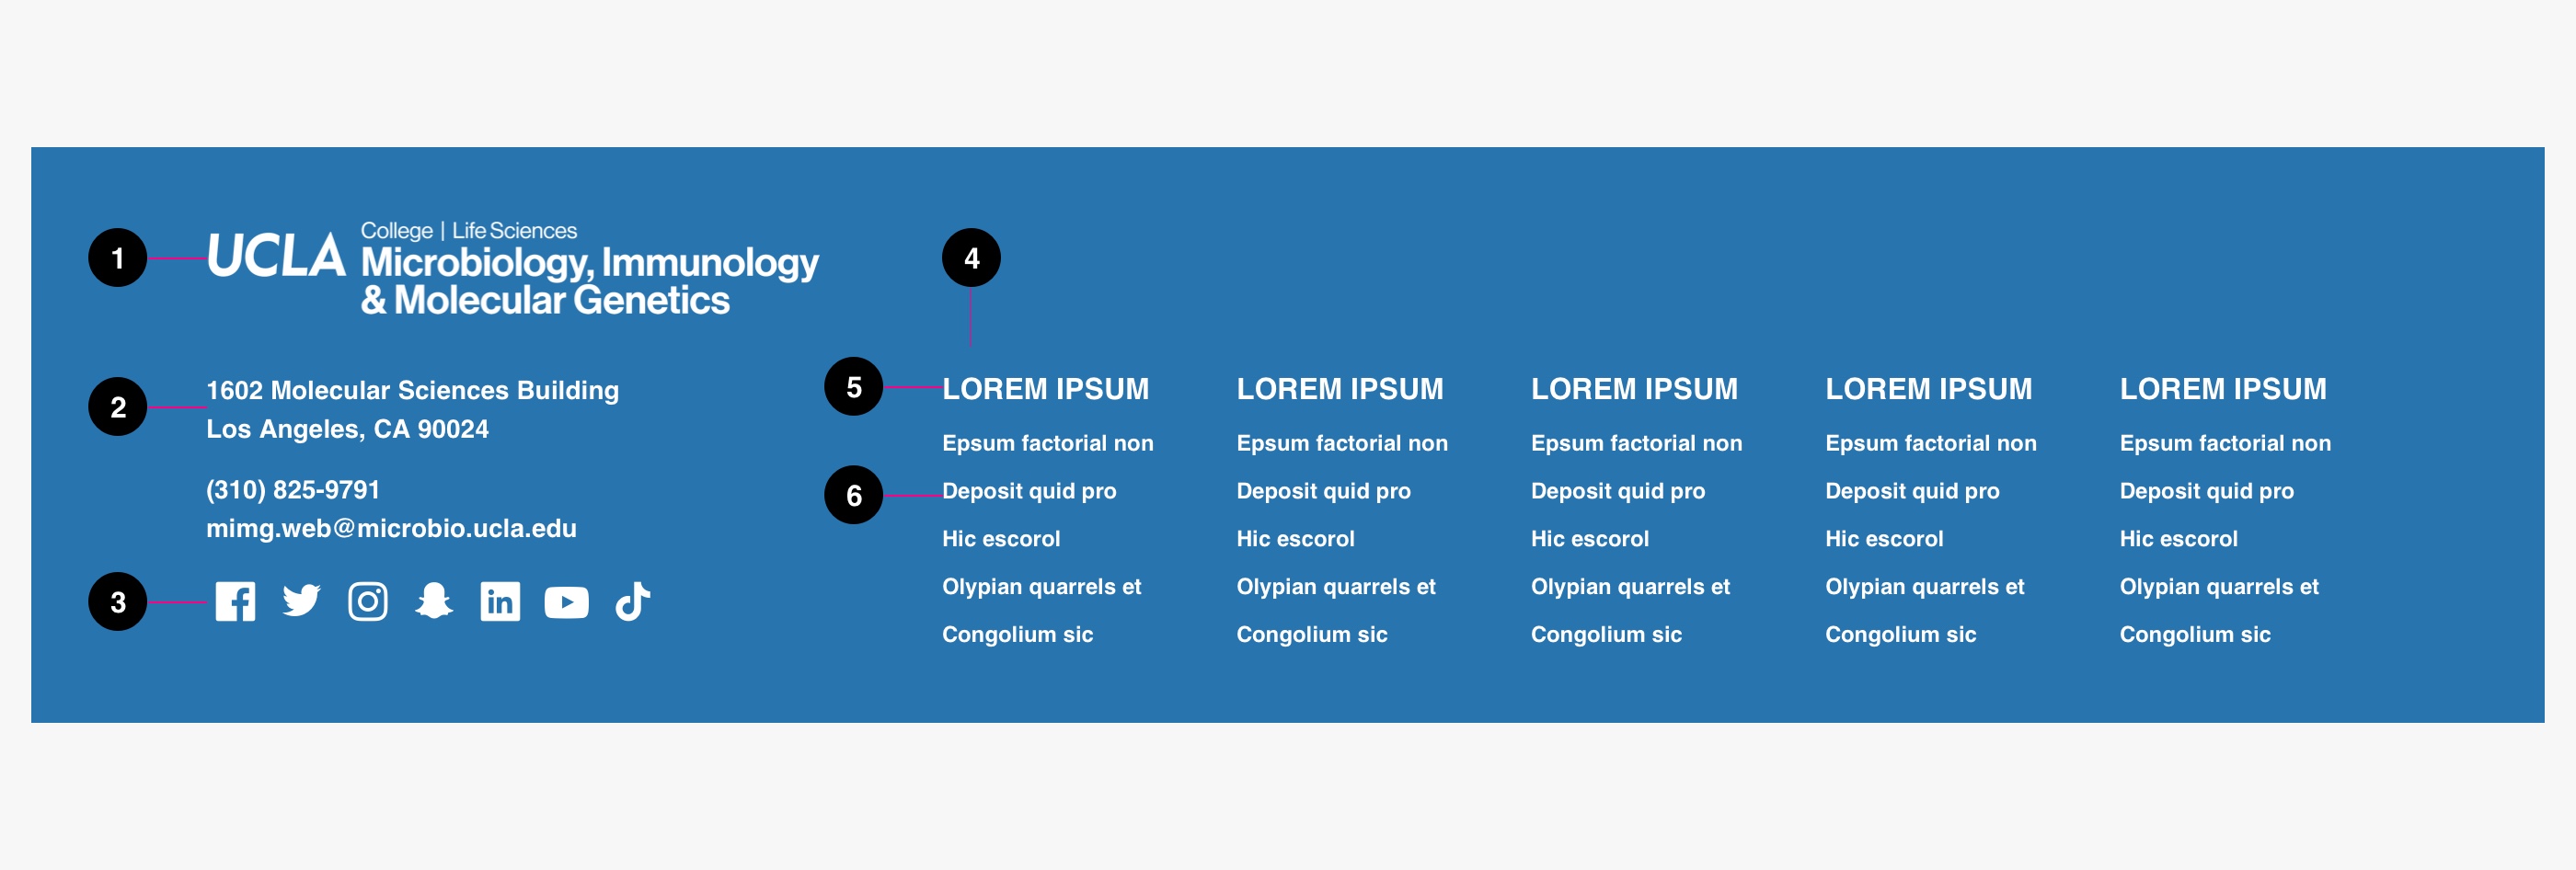 1
UCLA
College | Life Sciences
Microbiology, Immunology
& Molecular Genetics
2
1602 Molecular Sciences Building
Los Angeles, CA 90024
(310) 825-9791
mimg.web@microbio.ucla.edu
3
4
5
LOREM IPSUM
6
Epsum factorial non
Deposit quid pro
Hic escorol
Olypian quarrels et
Congolium sic
LOREM IPSUM
Epsum factorial non
Deposit quid pro
Hic escorol
Olypian quarrels et
Congolium sic
LOREM IPSUM
Epsum factorial non
Deposit quid pro
Hic escorol
Olypian quarrels et
Congolium sic
LOREM IPSUM
Epsum factorial non
Deposit quid pro
Hic escorol
Olypian quarrels et
Congolium sic
LOREM IPSUM
Epsum factorial non
Deposit quid pro
Hic escorol
Olypian quarrels et
Congolium sic